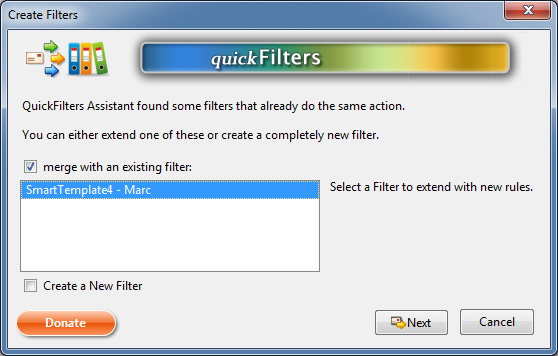 Create Filters
quickFilters
QuickFilters Assistant found some filters that already do the same action.
You can either extend one of these or create a completely new filter.
merge with an existing filter:
SmartTemplate4 - Marc
Select a Filter to extend with new rules.
Create a New Filter
Donate
Next
Cancel